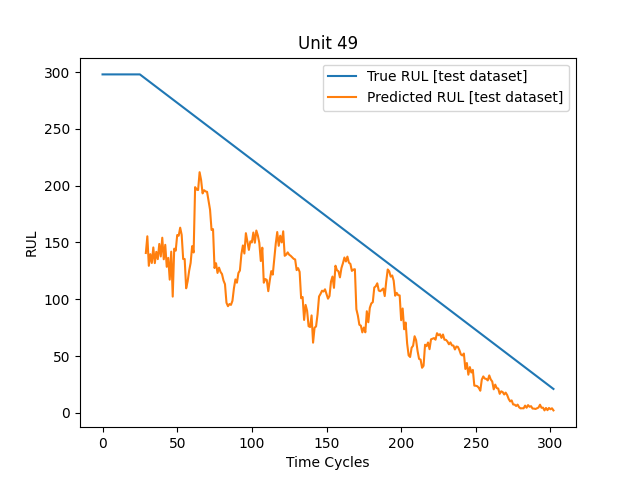 Unit 49
True RUL [test dataset]
Predicted RUL [test dataset]
RUL
300
250
200
150
100
50
0
0 50 100 150 200 250 300
Time Cycles